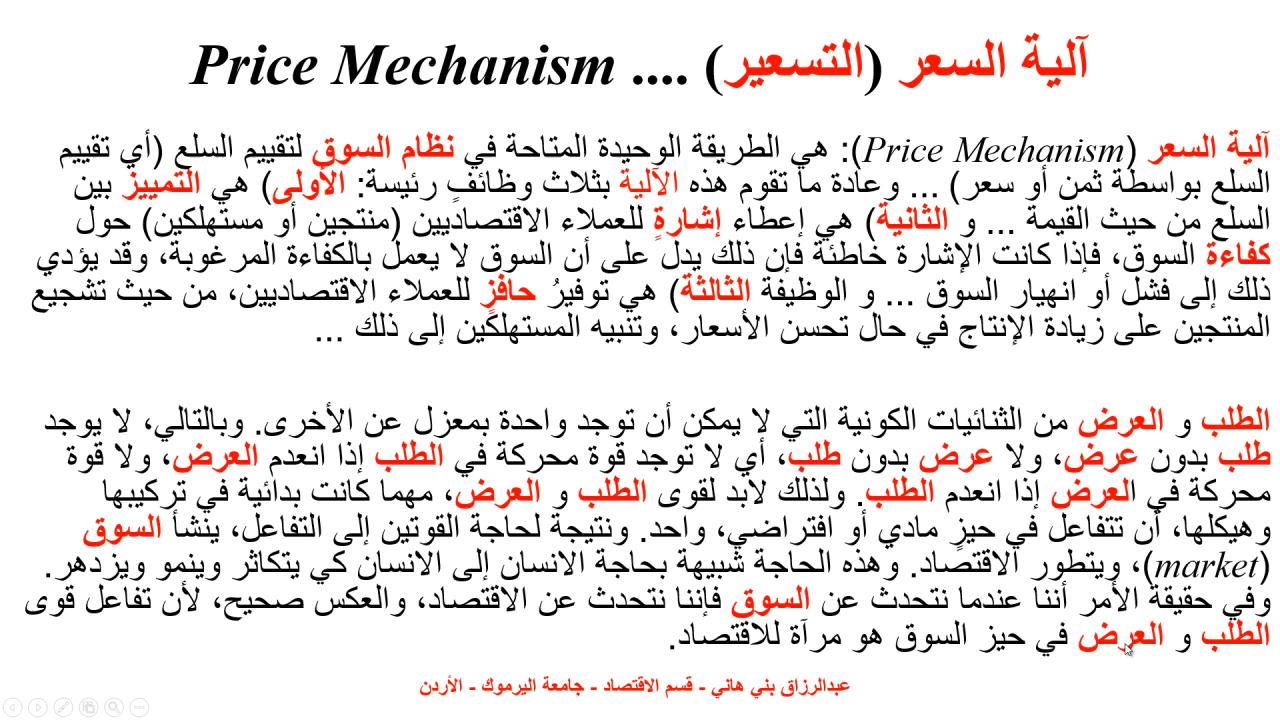 آلية السعر (التسعير) .... Price Mechanism
آلية السعر (Price Mechanism): هي الطريقة الوحيدة المتاحة في نظام السوق لتقييم السلع (أي تقييم
السلع بواسطة ثمن أو سعر) ... وعادة ما تقوم هذه الآلية بثلاث وظائفٍ رئيسة: الأولى) هي التمييز بين
السلع من حيث القيمة ... و الثانية) هي إعطاء إشارةٍ للعملاء الاقتصاديين (منتجين أو مستهلكين) حول
كفاءة السوق، فإذا كانت الإشارة خاطئة فإن ذلك يدل على أن السوق لا يعمل بالكفاءة المرغوبة، وقد يؤدي
ذلك إلى فشل أو انهيار السوق ... و الوظيفة الثالثة) هي توفيرُ حافزٍ للعملاء الاقتصاديين، من حيث تشجيع
المنتجين على زيادة الإنتاج في حال تحسن الأسعار، وتنبيه المستهلكين إلى ذلك ...
الطلب و العرض من الثنائيات الكونية التي لا يمكن أن توجد واحدة بمعزل عن الأخرى. وبالتالي، لا يوجد
طلب بدون عرض، ولا عرض بدون طلب، أي لا توجد قوة محركة في الطلب إذا انعدم العرض، ولا قوة
محركة في العرض إذا انعدم الطلب. ولذلك لابد لقوى الطلب و العرض، مهما كانت بدائية في تركيبها
وهيكلها، أن تتفاعل في حيزٍ مادي أو افتراضي، واحد. ونتيجة لحاجة القوتين إلى التفاعل، ينشأ السوق
(market)، ويتطور الاقتصاد. وهذه الحاجة شبيهة بحاجة الانسان إلى الانسان كي يتكاثر وينمو ويزدهر.
وفي حقيقة الأمر أننا عندما نتحدث عن السوق فإننا نتحدث عن الاقتصاد، والعكس صحيح، لأن تفاعل قوى
الطلب و العرض في حيز السوق هو مرآة للاقتصاد.
عبدالرزاق بني هاني - قسم الاقتصاد - جامعة اليرموك - الأردن